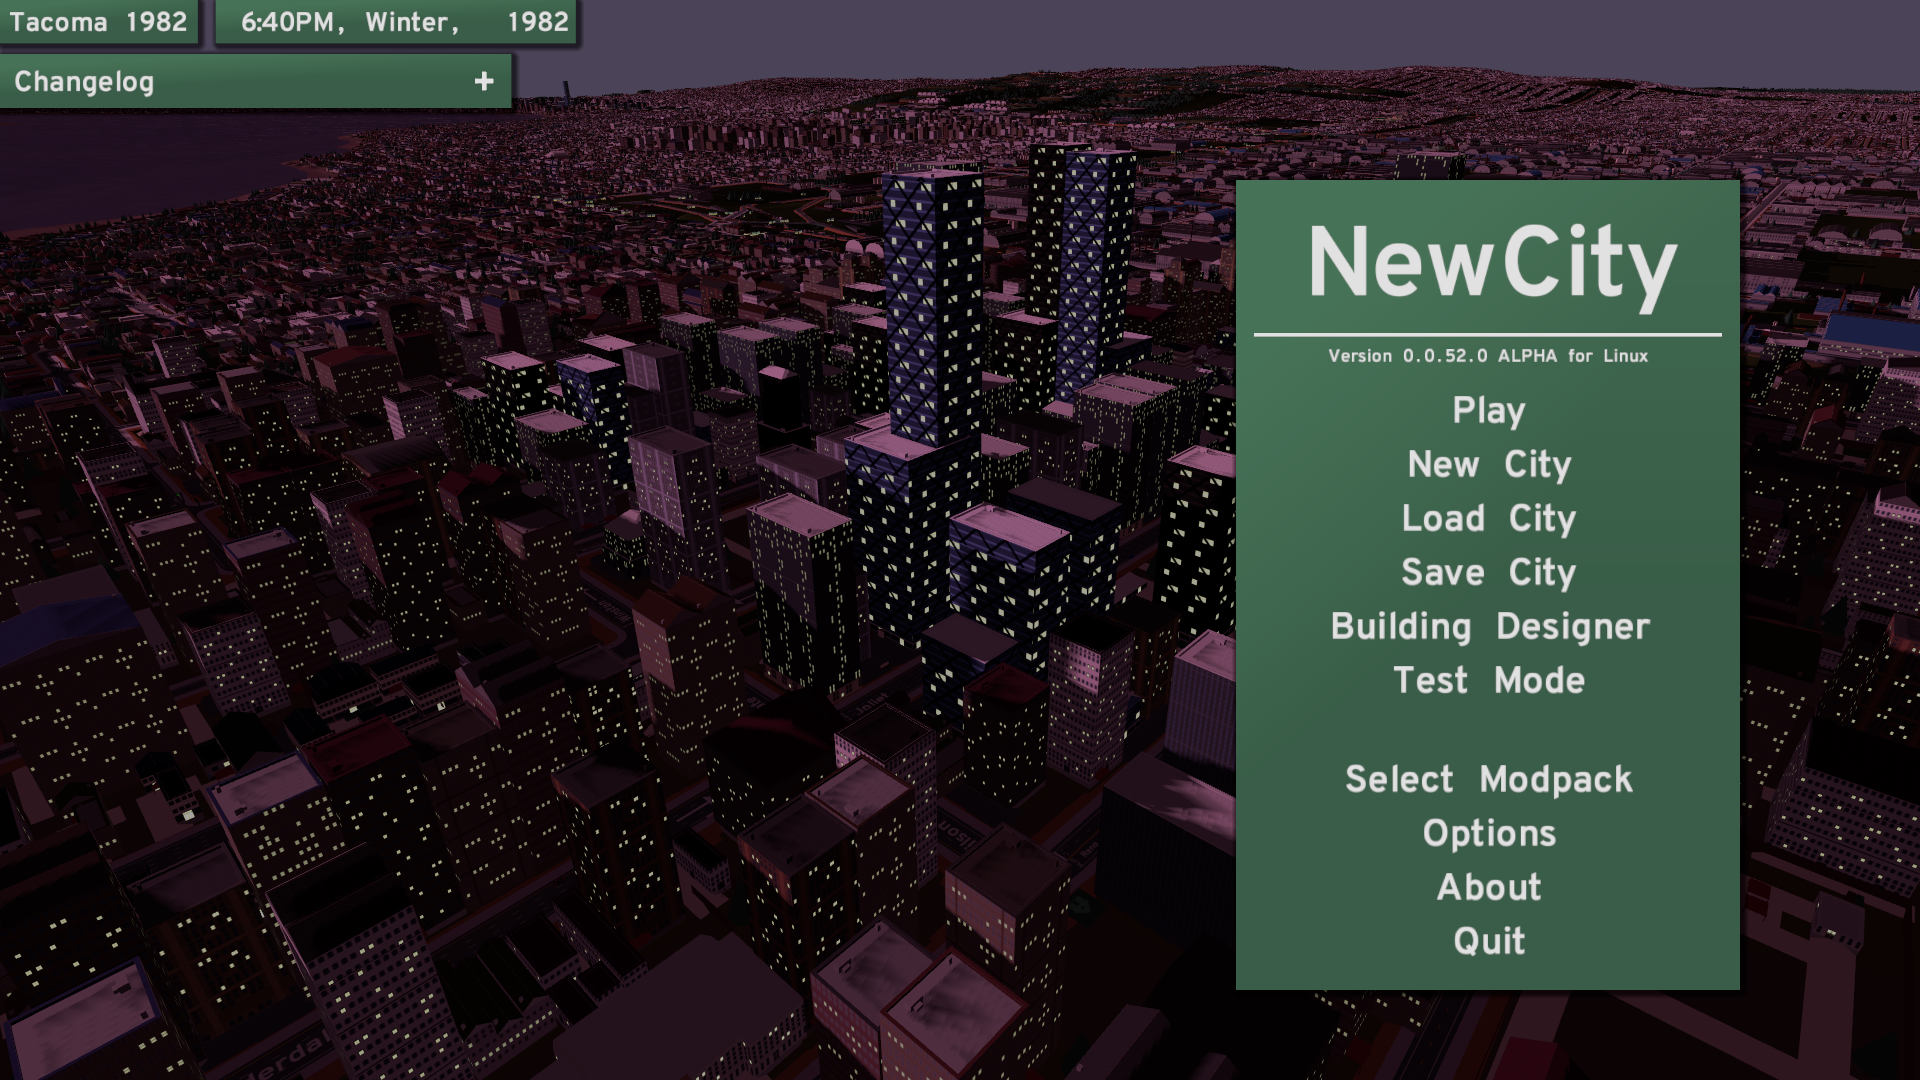 Tacoma 1982
6:40PM, Winter, 1982
Changelog +
NewCity
Version 0.0.52.0 ALPHA for Linux
Play
New City
Load City
Save City
Building Designer
Test Mode
Select Modpack
Options
About
Quit